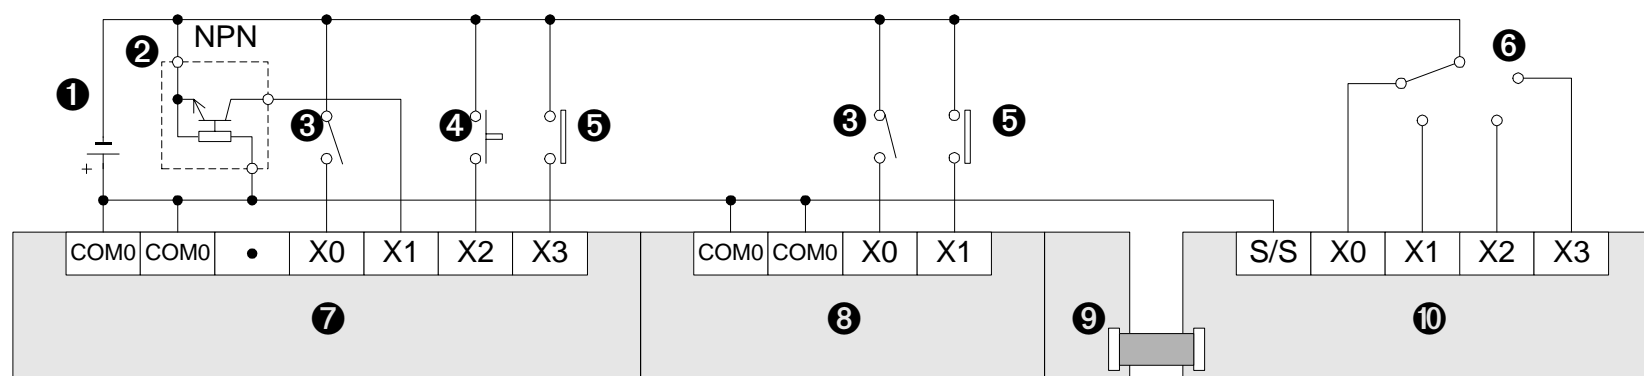 NPN
❶ ❷ ❸ ❹ ❺ ❸ ❺ ❻
+
COM0 COM0 • X0 X1 X2 X3 COM0 COM0 X0 X1 S/S X0 X1 X2 X3
❼ ❽ ❾ ❿